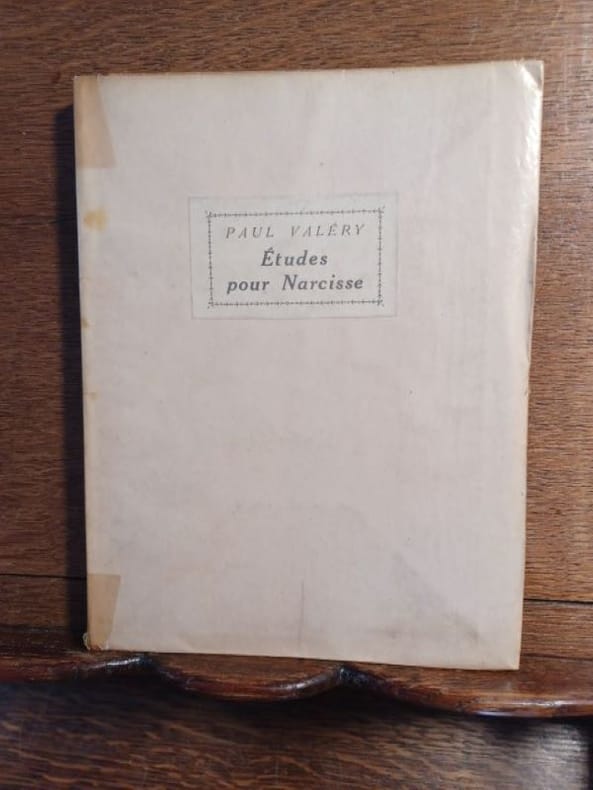 PAUL VALÉRY
Études
pour Narcisse